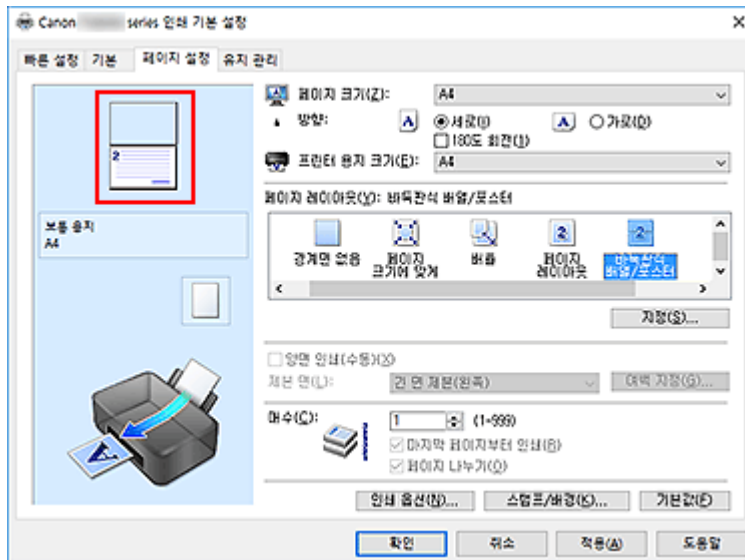 Canon series 인쇄 기본 설정
빠른 설정 기본 페이지 설정 유지 관리
2
보통 용지
A4
페이지 크기(Z): A4
방향: A 세로(I) A 가로(O)
180도 회전(1)
프린터 용지 크기(E): A4
페이지 레이아웃(Y): 바둑판식 배열/포스터
경계면 없음
페이지
크기에 맞게
배율
2
페이지
레이아웃
2
바둑판식
배열/포스터
지정(S)...
양면 인쇄(수동)(X)
제본 면(L): 긴 면 제본(왼쪽) 여백 지정(G)...
매수(C): 1 (1-999)
마지막 페이지부터 인쇄(R)
페이지 나누기(O)
A
인쇄 옵션(N)... 스탬프/배경(K)... 기본값(F)
확인 취소 적용(A) 도움말